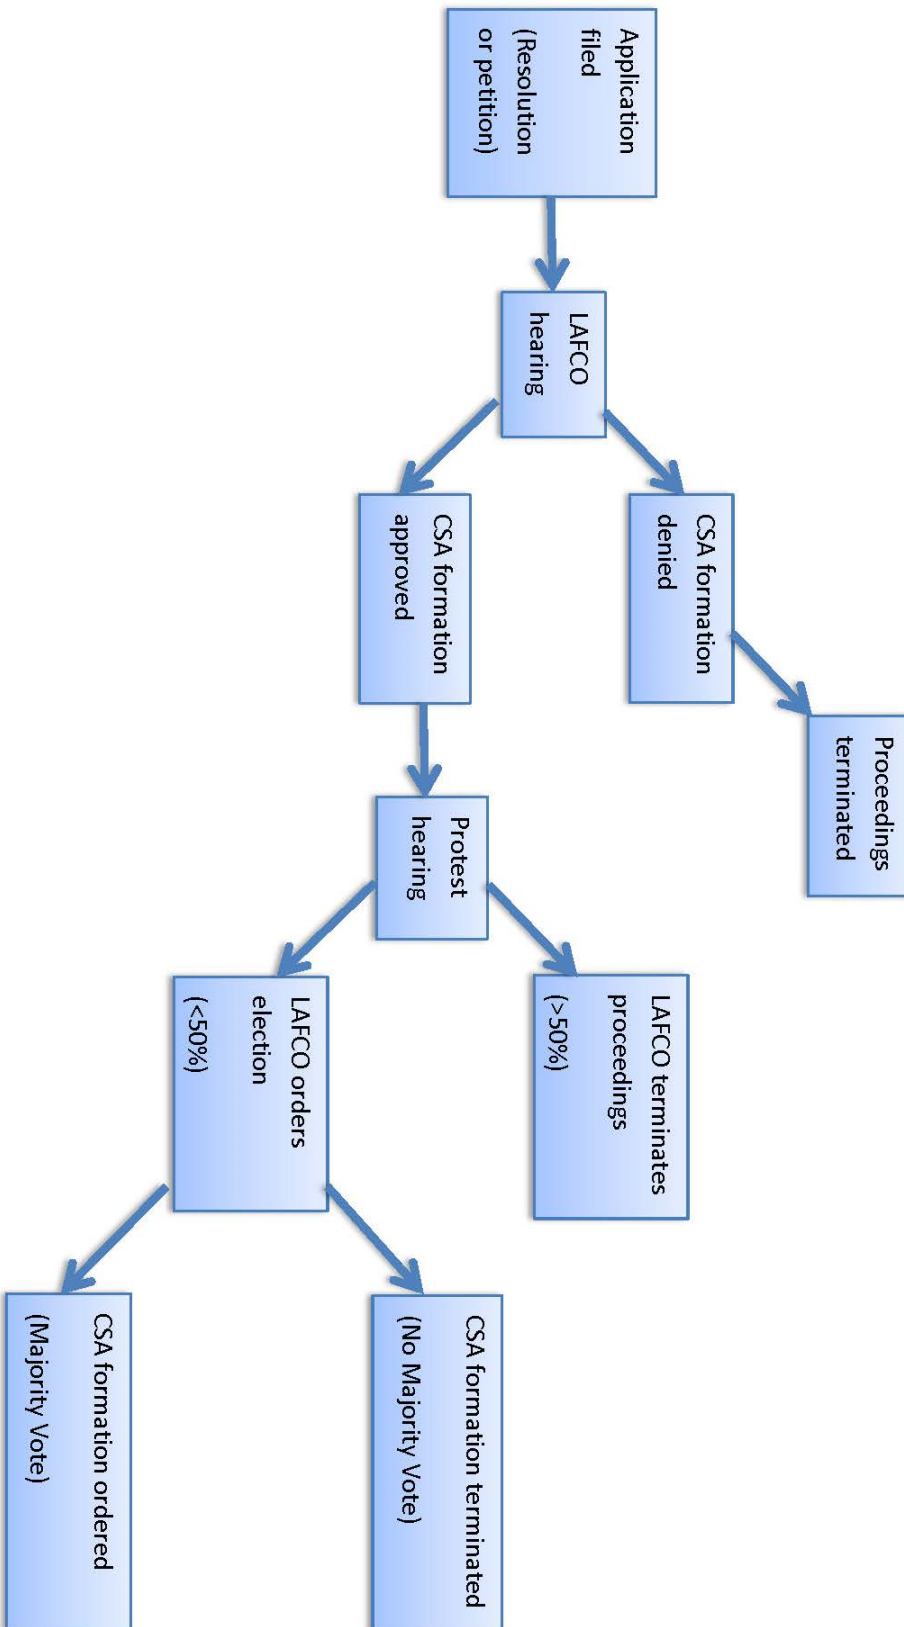 Application
filed
(Resolution
or petition)
LAFCO
hearing
CSA formation
denied
Proceedings
terminated
CSA formation
approved
Protest
hearing
LAFCO terminates
proceedings
(>50%)
LAFCO orders
election
(<50%)
CSA formation terminated
(No Majority Vote)
CSA formation ordered
(Majority Vote)